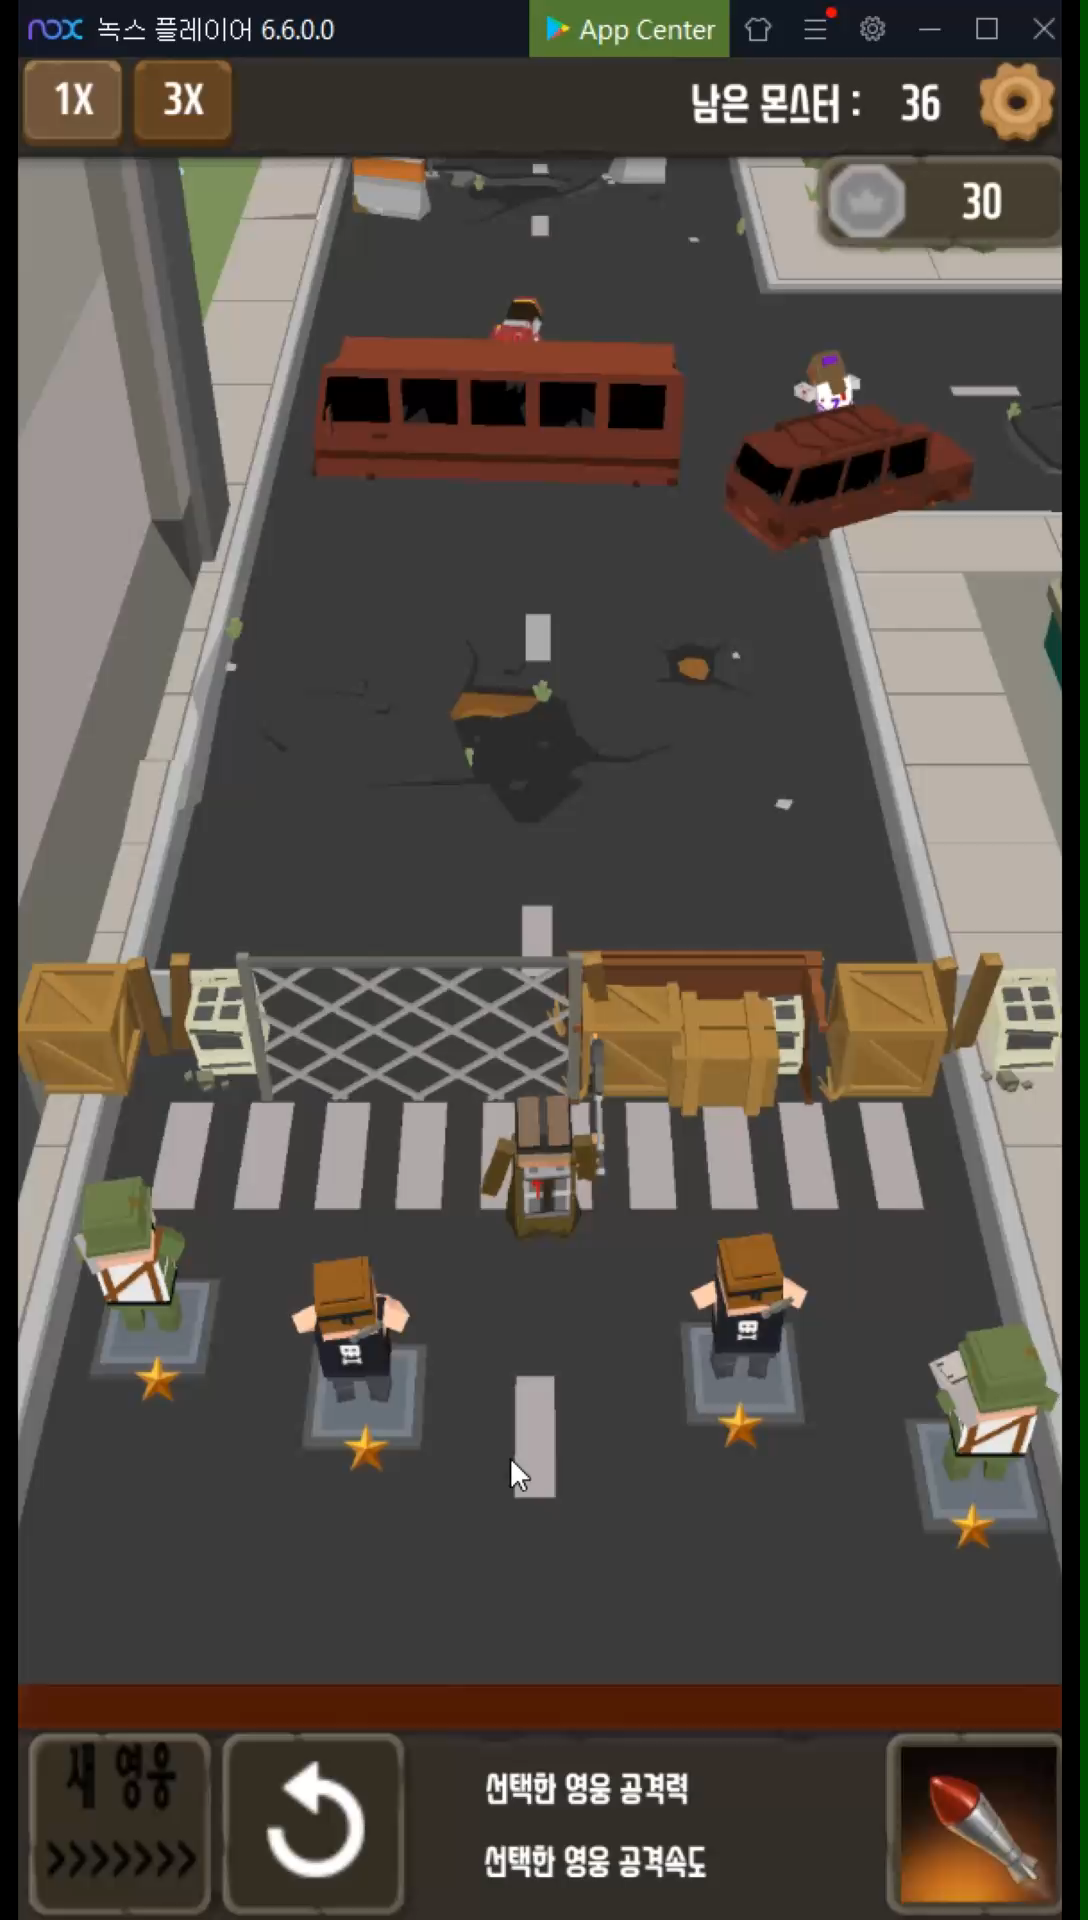 nox 녹스 플레이어 6.6.0.0 App Center
1X 3X 남은 몬스터 : 36
30
새 영웅
>>>>>>>
선택한 영웅 공격력
선택한 영웅 공격속도